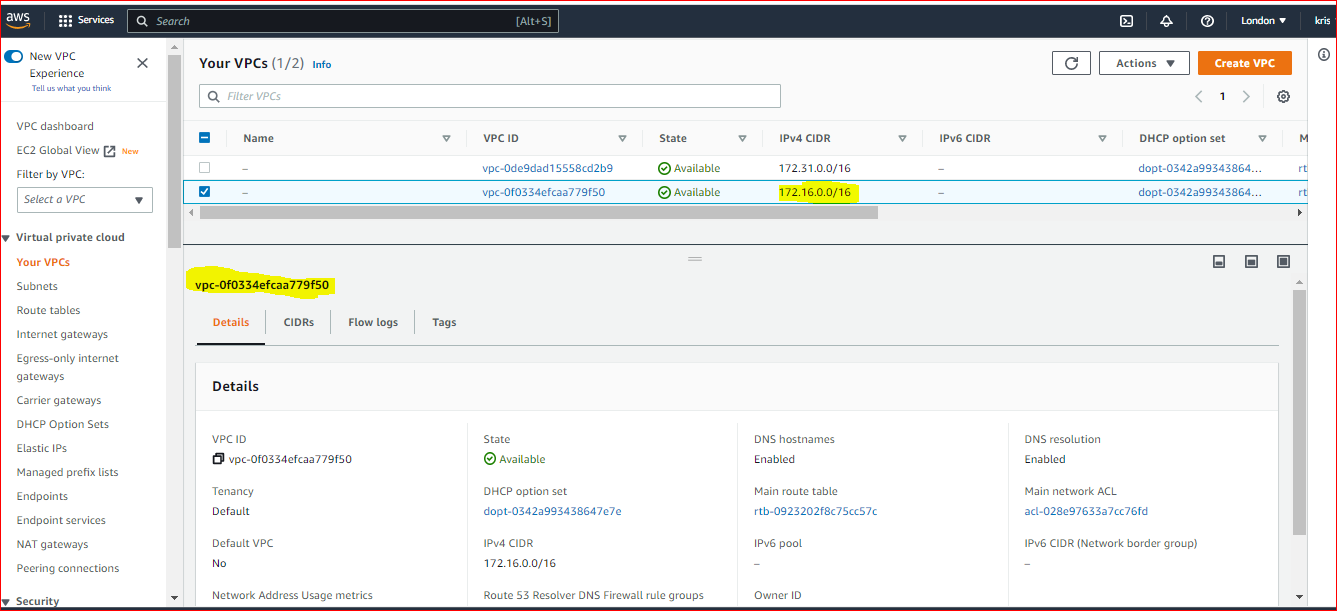 aws Services Search [Alt+S] London kris
New VPC
Experience
Tell us what you think
VPC dashboard
EC2 Global View New
Filter by VPC:
Select a VPC
Virtual private cloud
Your VPCs
Subnets
Route tables
Internet gateways
Egress-only internet
gateways
Carrier gateways
DHCP Option Sets
Elastic IPs
Managed prefix lists
Endpoints
Endpoint services
NAT gateways
Peering connections
Security
Your VPCs (1/2) Info Actions Create VPC
Filter VPCs 1
Name VPC ID State IPv4 CIDR IPv6 CIDR DHCP option set M
– vpc-0de9dad15558cd2b9 Available 172.31.0.0/16 – dopt-0342a99343864... rt
– vpc-0f0334efcaa779f50 Available 172.16.0.0/16 – dopt-0342a99343864... rt
vpc-0f0334efcaa779f50
Details CIDRs Flow logs Tags
Details
VPC ID State DNS hostnames DNS resolution
vpc-0f0334efcaa779f50 Available Enabled Enabled
Tenancy DHCP option set Main route table Main network ACL
Default dopt-0342a993438647e7e rtb-0923202f8c75cc57c acl-028e97633a7cc76fd
Default VPC IPv4 CIDR IPv6 pool IPv6 CIDR (Network border group)
No 172.16.0.0/16 – –
Network Address Usage metrics Route 53 Resolver DNS Firewall rule groups Owner ID